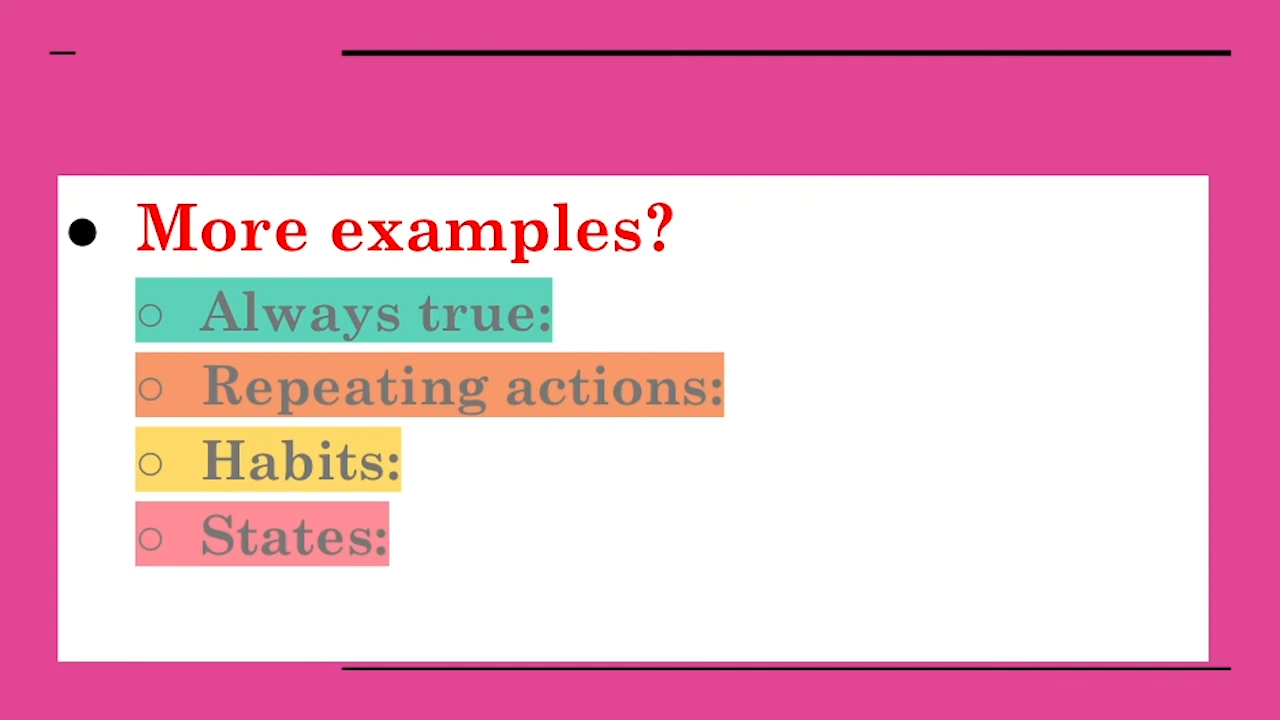 ● More examples?
○ Always true:
○ Repeating actions:
○ Habits:
○ States: